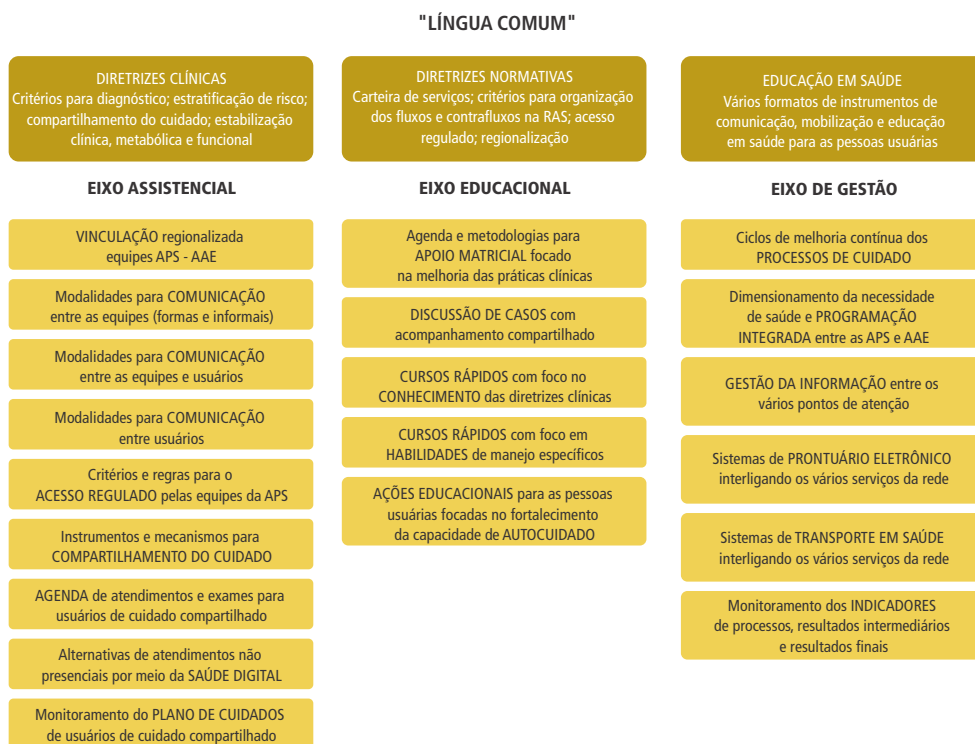 "LÍNGUA COMUM"
DIRETRIZES CLÍNICAS
Critérios para diagnóstico; estratificação de risco;
compartilhamento do cuidado; estabilização
clínica, metabólica e funcional
DIRETRIZES NORMATIVAS
Carteira de serviços; critérios para organização
dos fluxos e contrafluxos na RAS; acesso
regulado; regionalização
EDUCAÇÃO EM SAÚDE
Vários formatos de instrumentos de
comunicação, mobilização e educação
em saúde para as pessoas usuárias
EIXO ASSISTENCIAL
VINCULAÇÃO regionalizada
equipes APS - AAE
Modalidades para COMUNICAÇÃO
entre as equipes (formas e informais)
Modalidades para COMUNICAÇÃO
entre as equipes e usuários
Modalidades para COMUNICAÇÃO
entre usuários
Critérios e regras para o
ACESSO REGULADO pelas equipes da APS
Instrumentos e mecanismos para
COMPARTILHAMENTO DO CUIDADO
AGENDA de atendimentos e exames para
usuários de cuidado compartilhado
Alternativas de atendimentos não
presenciais por meio da SAÚDE DIGITAL
Monitoramento do PLANO DE CUIDADOS
de usuários de cuidado compartilhado
EIXO EDUCACIONAL
Agenda e metodologias para
APOIO MATRICIAL focado
na melhoria das práticas clínicas
DISCUSSÃO DE CASOS com
acompanhamento compartilhado
CURSOS RÁPIDOS com foco no
CONHECIMENTO das diretrizes clínicas
CURSOS RÁPIDOS com foco em
HABILIDADES de manejo específicos
AÇÕES EDUCACIONAIS para as pessoas
usuárias focadas no fortalecimento
da capacidade de AUTOCUIDADO
EIXO DE GESTÃO
Ciclos de melhoria contínua dos
PROCESSOS DE CUIDADO
Dimensionamento da necessidade
de saúde e PROGRAMAÇÃO
INTEGRADA entre as APS e AAE
GESTÃO DA INFORMAÇÃO entre os
vários pontos de atenção
Sistemas de PRONTUÁRIO ELETRÔNICO
interligando os vários serviços da rede
Sistemas de TRANSPORTE EM SAÚDE
interligando os vários serviços da rede
Monitoramento dos INDICADORES
de processos, resultados intermediários
e resultados finais